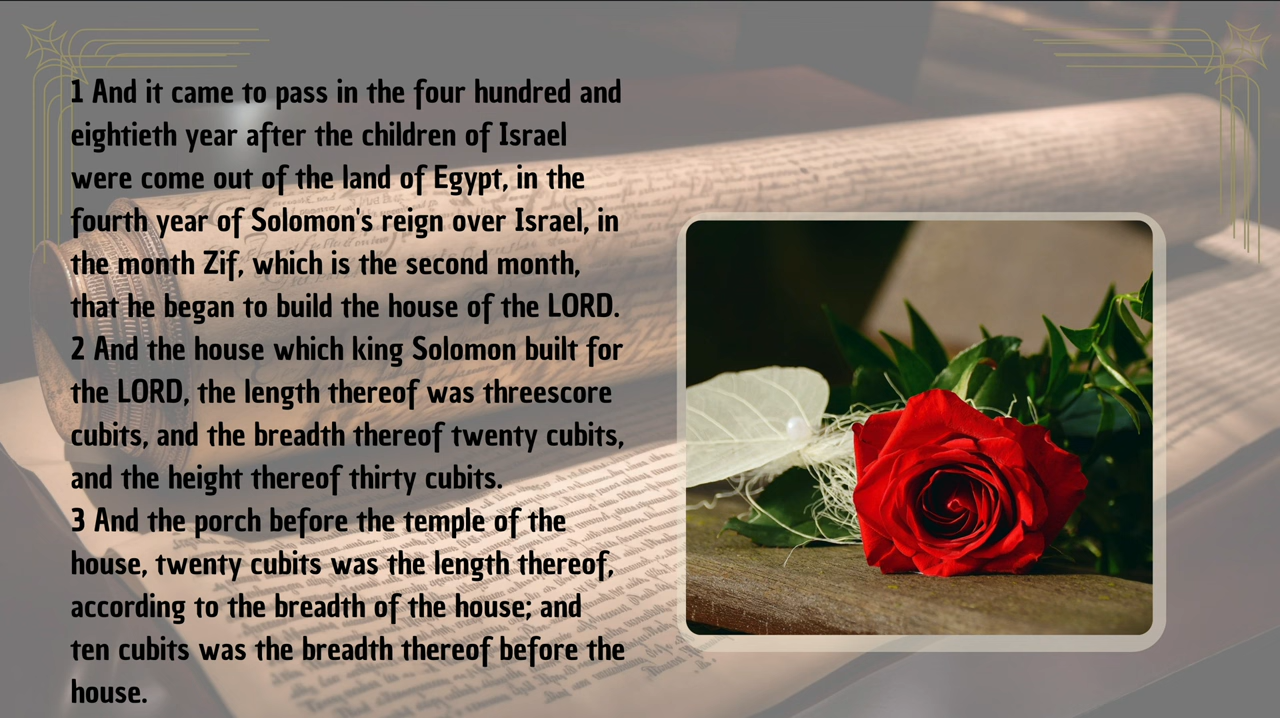 1 And it came to pass in the four hundred and
eightieth year after the children of Israel
were come out of the land of Egypt, in the
fourth year of Solomon's reign over Israel, in
the month Zif, which is the second month,
that he began to build the house of the LORD.
2 And the house which king Solomon built for
the LORD, the length thereof was threescore
cubits, and the breadth thereof twenty cubits,
and the height thereof thirty cubits.
3 And the porch before the temple of the
house, twenty cubits was the length thereof,
according to the breadth of the house; and
ten cubits was the breadth thereof before the
house.